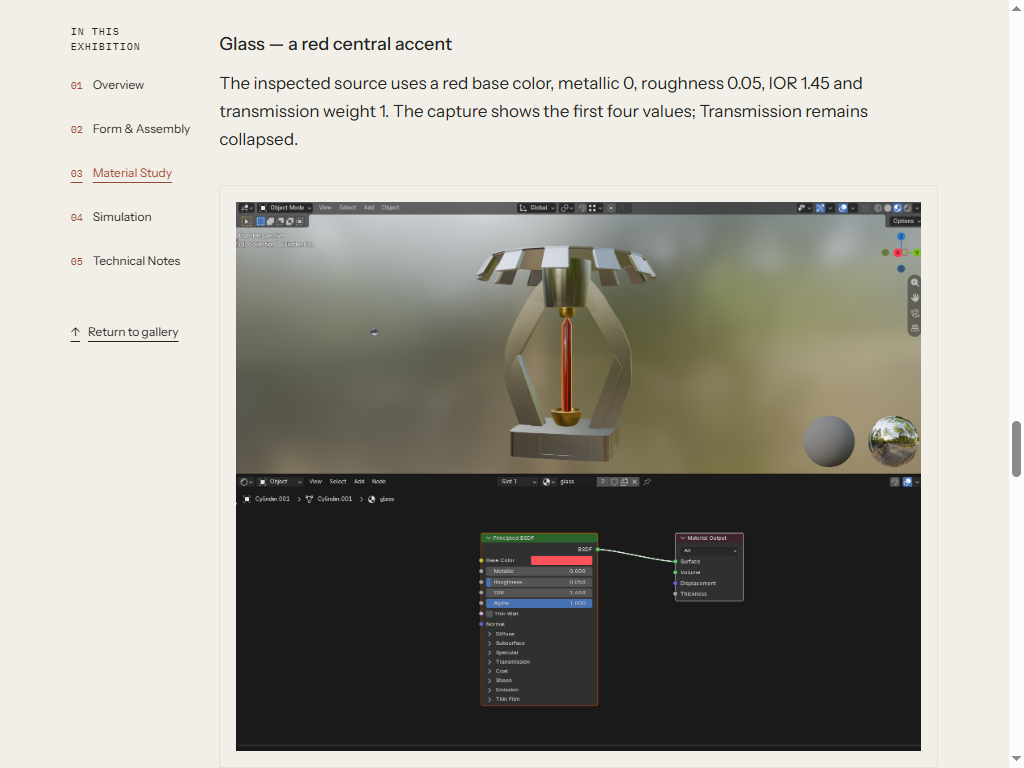 IN THIS
EXHIBITION
01 Overview
02 Form & Assembly
03 Material Study
04 Simulation
05 Technical Notes
↑ Return to gallery
Glass — a red central accent
The inspected source uses a red base color, metallic 0, roughness 0.05, IOR 1.45 and
transmission weight 1. The capture shows the first four values; Transmission remains
collapsed.
Object Mode View Select Add Object Global
Options
Z
Y
Object View Select Add Node Slot 1 glass 2
Cylinder.001 > Cylinder.001 > glass
Principled BSDF
BSDF
Base Color
Metallic 0.000
Roughness 0.050
IOR 1.450
Alpha 1.000
Thin Wall
Normal
Diffuse
Subsurface
Specular
Transmission
Coat
Sheen
Emission
Thin Film
Material Output
All
Surface
Volume
Displacement
Thickness